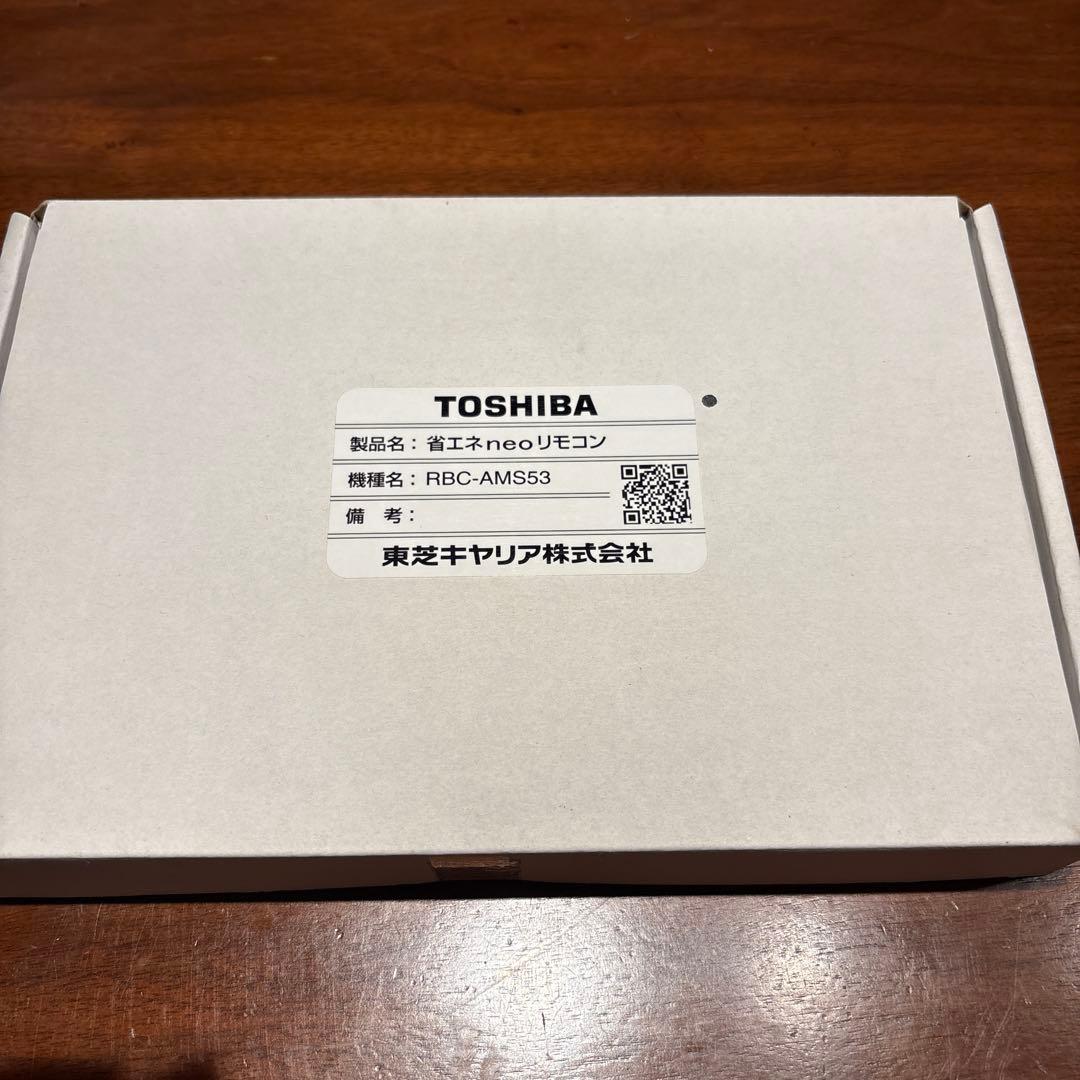 TOSHIBA
製品名：省エネneoリモコン
機種名：RBC-AMS53
備　考：
東芝キヤリア株式会社